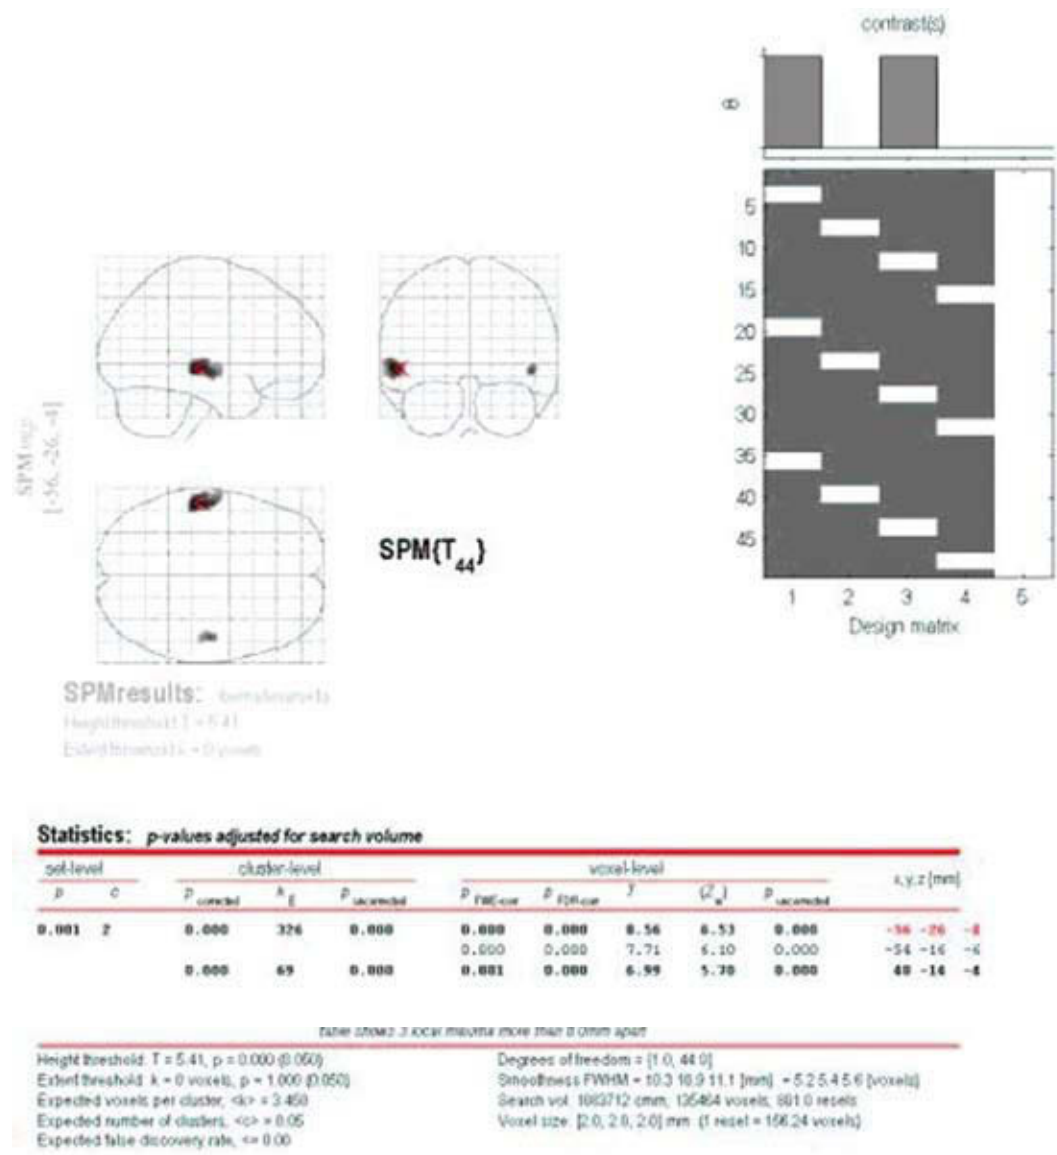 contrast(s)
5
10
15
20
25
30
35
40
45
1 2 3 4 5
Design matrix
SPMmip
[-56, -26, -4]
SPM{T44}
SPMresults:
Height threshold T = 5.41
Extent threshold k = 0 voxels
Statistics: p-values adjusted for search volume
set-level cluster-level voxel-level x,y,z [mm]
p c p corrected k E p uncorrected p FWE-corr p FDR-corr T (Z≡) p uncorrected
0.001 2 0.000 326 0.000 0.000 0.000 8.56 6.53 0.000 -56 -26
0.000 0.000 7.71 6.10 0.000 -54 -16 -6
0.000 69 0.000 0.001 0.000 6.99 5.70 0.000 48 -14 -4
table shows 3 local maxima more than 8.0mm apart
Height threshold: T = 5.41, p = 0.000 (0.050)
Extent threshold: k = 0 voxels, p = 1.000 (0.050)
Expected voxels per cluster, <k> = 3.450
Expected number of clusters, <c> = 0.05
Expected false discovery rate, <= 0.00
Degrees of freedom = [1.0, 44.0]
Smoothness FWHM = 10.3 10.9 11.1 [mm] = 5.2 5.4 5.6 [voxels]
Search vol: 1083712 cmm; 135464 voxels; 801.0 resels
Voxel size: [2.0, 2.0, 2.0] mm (1 resel = 156.24 voxels)